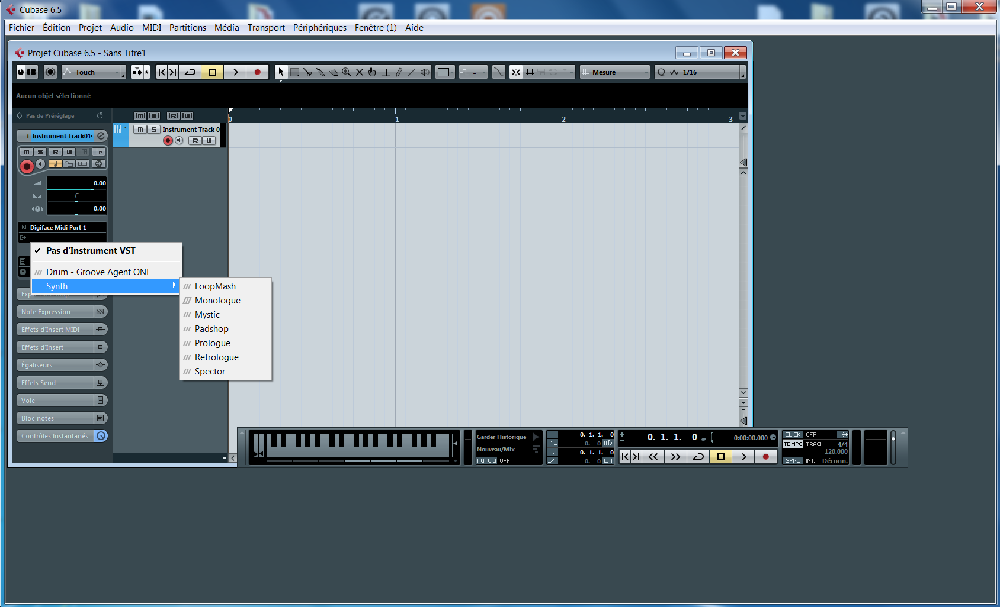 Cubase 6.5
Fichier Édition Projet Audio MIDI Partitions Média Transport Périphériques Fenêtre (1) Aide
Projet Cubase 6.5 - Sans Titre1
Touch
Mesure
Q 1/16
Aucun objet sélectionné
Pas de Préréglage
M S R W
0 1 2 3
1 Instrument Track01
1 M S Instrument Track 0
R W
M S R W
0.00
C
0.00
Digiface Midi Port 1
Pas d'Instrument VST
Drum - Groove Agent ONE
Synth
LoopMash
Monologue
Mystic
Padshop
Prologue
Retrologue
Spector
Note Expression
Effets d'Insert MIDI
Effets d'Insert
Égaliseurs
Effets Send
Voie
Bloc-notes
Contrôles Instantanés
Garder Historique
Nouveau/Mix
AUTO Q OFF
L 0. 1. 1. 0
0. 0
R 0. 1. 1. 0
0. 0
0. 1. 1. 0
0:00:00.000
CLICK OFF
TEMPO TRACK 4/4
120.000
SYNC INT. Déconn.